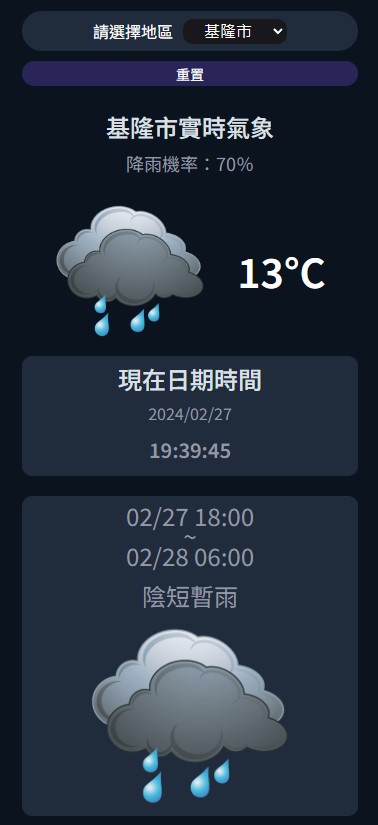 請選擇地區 基隆市
重置
基隆市實時氣象
降雨機率：70%
13°C
現在日期時間
2024/02/27
19:39:45
02/27 18:00
~
02/28 06:00
陰短暫雨